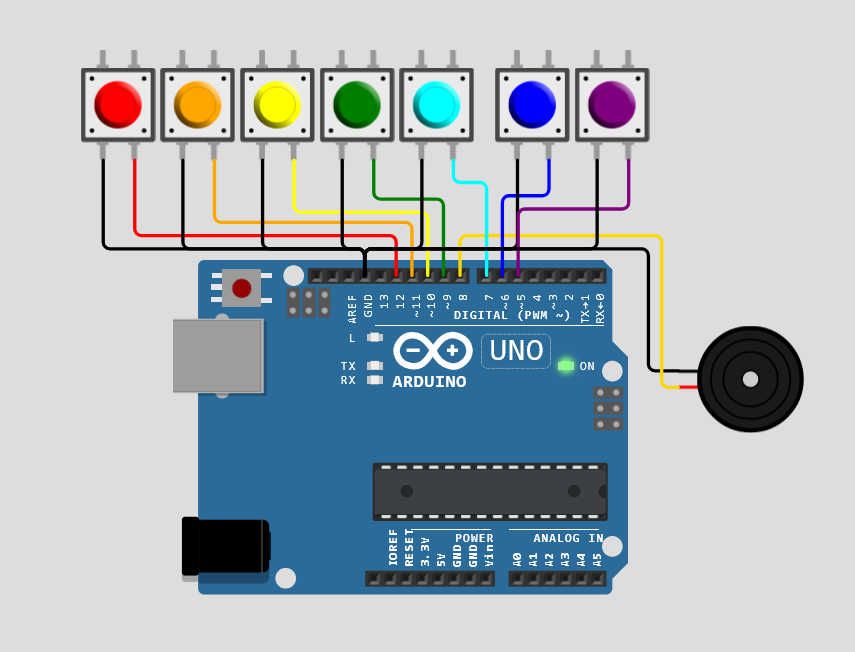 AREF
GND
13
12
~11
~10
~9
8
7
~6
~5
4
~3
2
TX→1
RX←0
DIGITAL (PWM ~)
L
TX
RX
UNO
ARDUINO
ON
IOREF
RESET
3.3V
5V
GND
GND
Vin
POWER
ANALOG IN
A0
A1
A2
A3
A4
A5